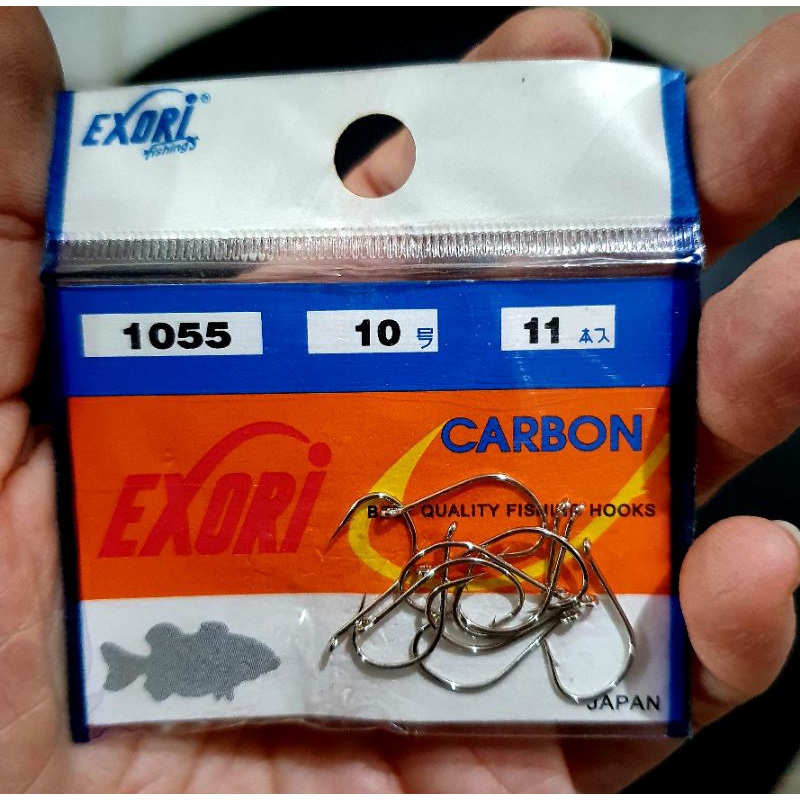 EXORI®
fishing
1055
10 号
11 本入
CARBON
EXORI
QUALITY FISHING HOOKS
JAPAN